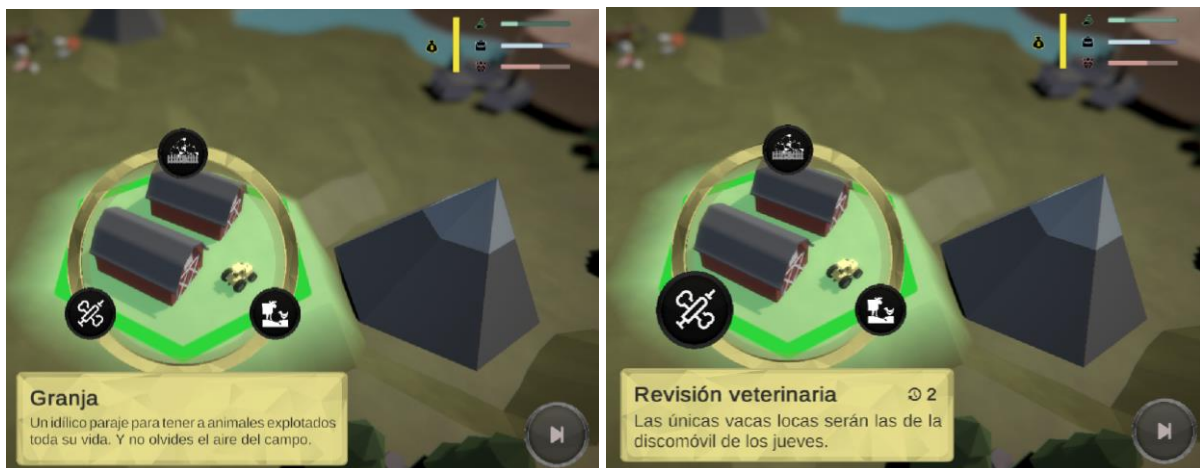 Granja
Un idílico paraje para tener a animales explotados
toda su vida. Y no olvides el aire del campo.
Revisión veterinaria 2
Las únicas vacas locas serán las de la
discomóvil de los jueves.